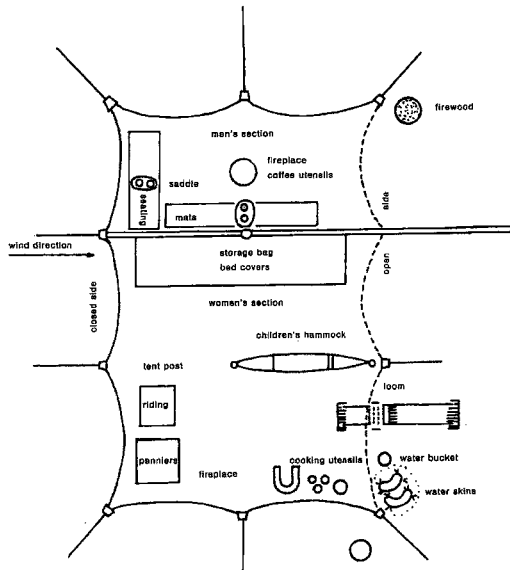 firewood
men's section
fireplace
coffee utensils
saddle
seating
side
mats
wind direction
storage bag
bed covers
open
closed side
women's section
children's hammock
tent post
loom
riding
cooking utensils
water bucket
panniers
fireplace
water skins